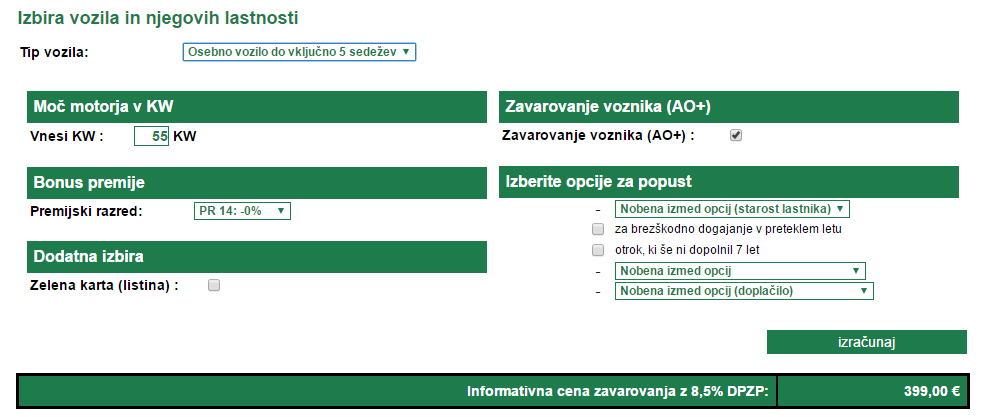 Izbira vozila in njegovih lastnosti
Tip vozila: Osebno vozilo do vključno 5 sedežev
Moč motorja v KW
Vnesi KW : 55 KW
Bonus premije
Premijski razred: PR 14: -0%
Dodatna izbira
Zelena karta (listina) :
Zavarovanje voznika (AO+)
Zavarovanje voznika (AO+) :
Izberite opcije za popust
- Nobena izmed opcij (starost lastnika)
za brezškodno dogajanje v preteklem letu
otrok, ki še ni dopolnil 7 let
- Nobena izmed opcij
- Nobena izmed opcij (doplačilo)
izračunaj
Informativna cena zavarovanja z 8,5% DPZP: 399,00 €